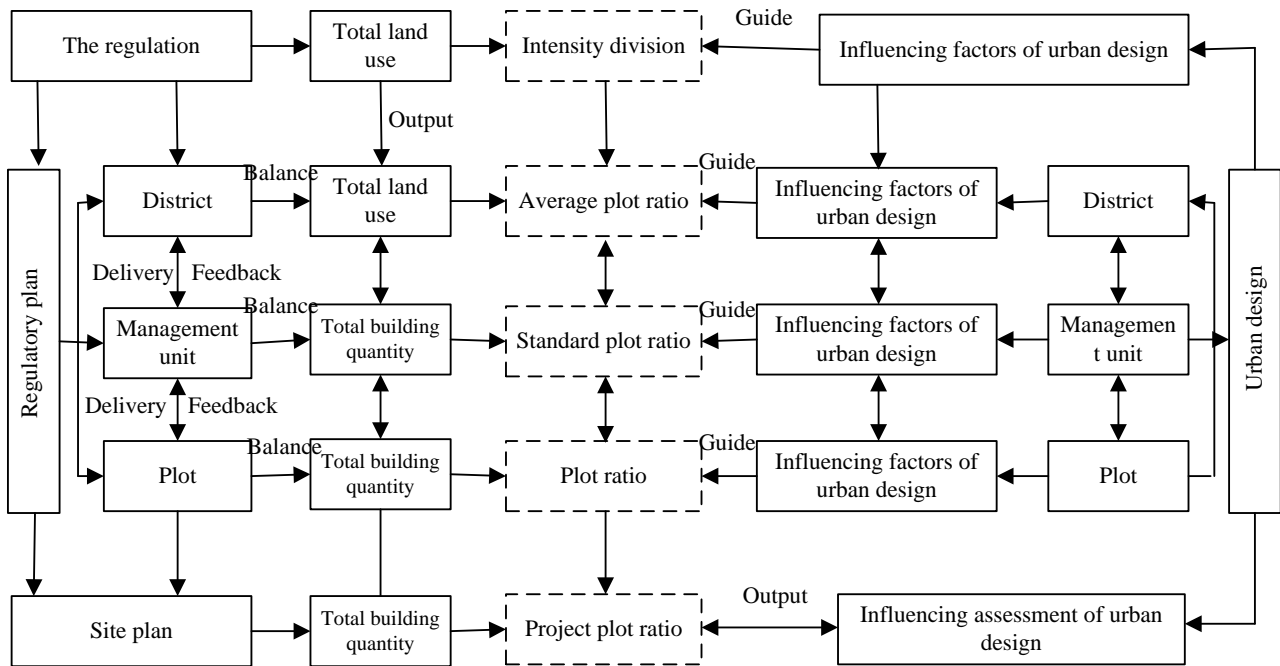 The regulation
Total land
use
Intensity division
Guide
Influencing factors of urban design
Output
Regulatory plan
District
Balance
Total land
use
Average plot ratio
Guide
Influencing factors of
urban design
District
Urban design
Delivery
Feedback
Management
unit
Balance
Total building
quantity
Standard plot ratio
Guide
Influencing factors of
urban design
Managemen
t unit
Delivery
Feedback
Plot
Balance
Total building
quantity
Plot ratio
Guide
Influencing factors of
urban design
Plot
Site plan
Total building
quantity
Project plot ratio
Output
Influencing assessment of urban
design